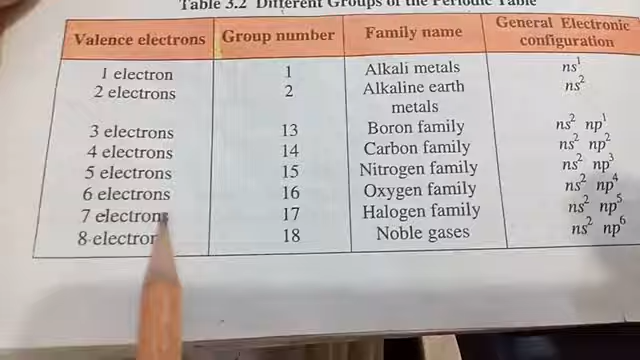 Table 3.2 Different Groups of the Periodic Table
Valence electrons Group number Family name General Electronic configuration
1 electron 1 Alkali metals ns¹
2 electrons 2 Alkaline earth metals ns²
3 electrons 13 Boron family ns² np¹
4 electrons 14 Carbon family ns² np²
5 electrons 15 Nitrogen family ns² np³
6 electrons 16 Oxygen family ns² np⁴
7 electrons 17 Halogen family ns² np⁵
8 electron 18 Noble gases ns² np⁶